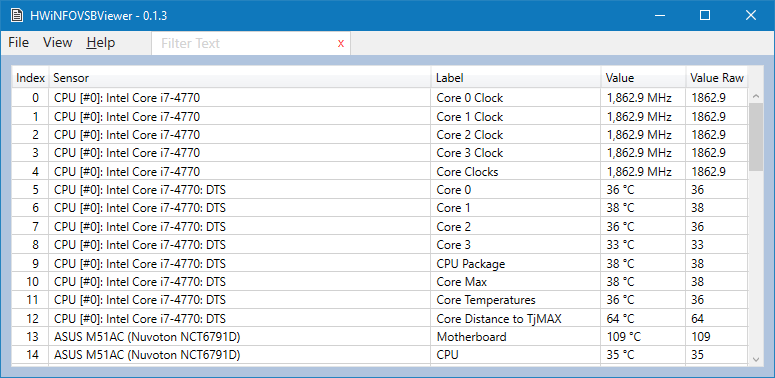 HWiNFOVSBViewer - 0.1.3
File View Help Filter Text x
Index Sensor Label Value Value Raw
0 CPU [#0]: Intel Core i7-4770 Core 0 Clock 1,862.9 MHz 1862.9
1 CPU [#0]: Intel Core i7-4770 Core 1 Clock 1,862.9 MHz 1862.9
2 CPU [#0]: Intel Core i7-4770 Core 2 Clock 1,862.9 MHz 1862.9
3 CPU [#0]: Intel Core i7-4770 Core 3 Clock 1,862.9 MHz 1862.9
4 CPU [#0]: Intel Core i7-4770 Core Clocks 1,862.9 MHz 1862.9
5 CPU [#0]: Intel Core i7-4770: DTS Core 0 36 °C 36
6 CPU [#0]: Intel Core i7-4770: DTS Core 1 38 °C 38
7 CPU [#0]: Intel Core i7-4770: DTS Core 2 36 °C 36
8 CPU [#0]: Intel Core i7-4770: DTS Core 3 33 °C 33
9 CPU [#0]: Intel Core i7-4770: DTS CPU Package 38 °C 38
10 CPU [#0]: Intel Core i7-4770: DTS Core Max 38 °C 38
11 CPU [#0]: Intel Core i7-4770: DTS Core Temperatures 36 °C 36
12 CPU [#0]: Intel Core i7-4770: DTS Core Distance to TjMAX 64 °C 64
13 ASUS M51AC (Nuvoton NCT6791D) Motherboard 109 °C 109
14 ASUS M51AC (Nuvoton NCT6791D) CPU 35 °C 35